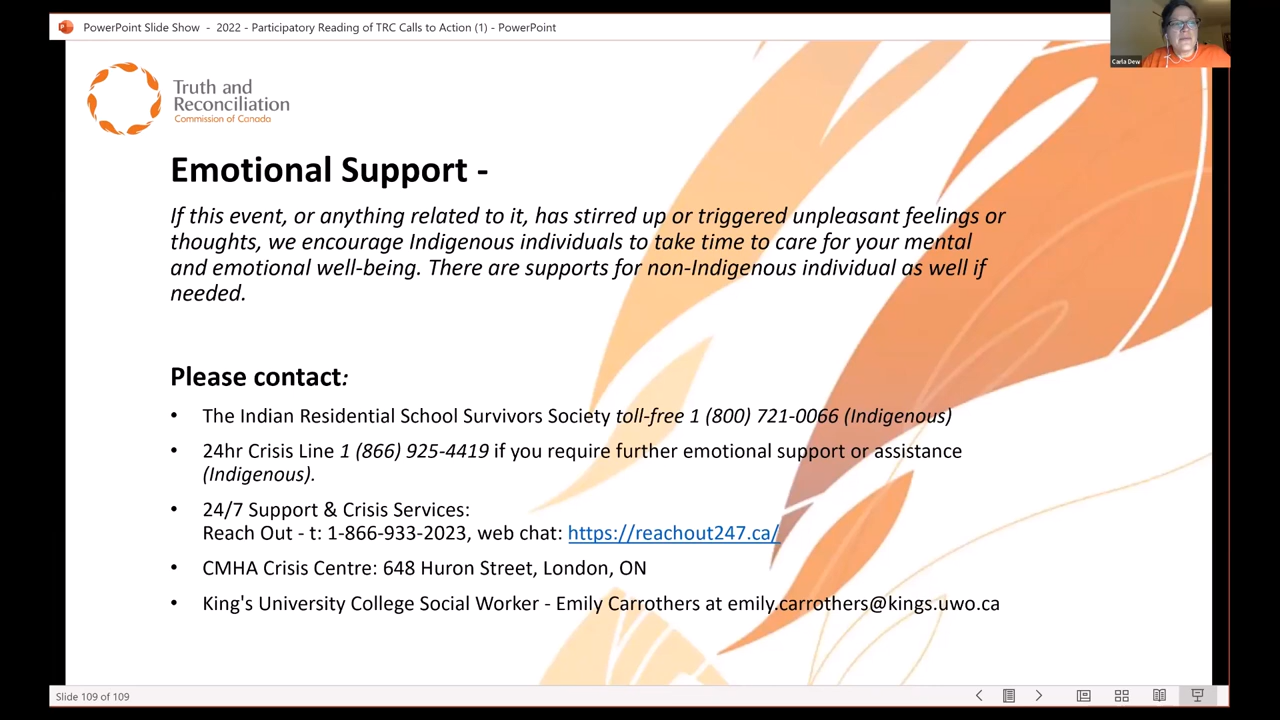 PowerPoint Slide Show - 2022 - Participatory Reading of TRC Calls to Action (1) - PowerPoint
Carla Dew
Truth and
Reconciliation
Commission of Canada
Emotional Support -
If this event, or anything related to it, has stirred up or triggered unpleasant feelings or
thoughts, we encourage Indigenous individuals to take time to care for your mental
and emotional well-being. There are supports for non-Indigenous individual as well if
needed.
Please contact:
• The Indian Residential School Survivors Society toll-free 1 (800) 721-0066 (Indigenous)
• 24hr Crisis Line 1 (866) 925-4419 if you require further emotional support or assistance
(Indigenous).
• 24/7 Support & Crisis Services:
Reach Out - t: 1-866-933-2023, web chat: https://reachout247.ca/
• CMHA Crisis Centre: 648 Huron Street, London, ON
• King's University College Social Worker - Emily Carrothers at emily.carrothers@kings.uwo.ca
Slide 109 of 109